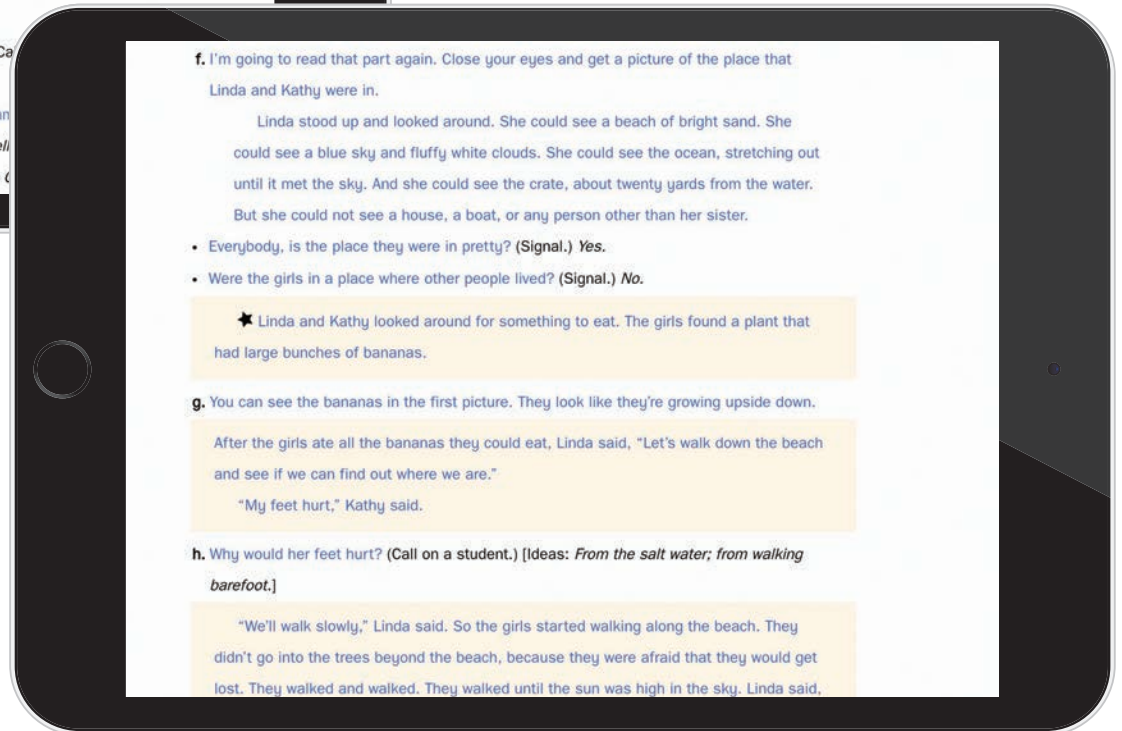 f. I'm going to read that part again. Close your eyes and get a picture of the place that
Linda and Kathy were in.
Linda stood up and looked around. She could see a beach of bright sand. She
could see a blue sky and fluffy white clouds. She could see the ocean, stretching out
until it met the sky. And she could see the crate, about twenty yards from the water.
But she could not see a house, a boat, or any person other than her sister.
• Everybody, is the place they were in pretty? (Signal.) Yes.
• Were the girls in a place where other people lived? (Signal.) No.
★ Linda and Kathy looked around for something to eat. The girls found a plant that
had large bunches of bananas.
g. You can see the bananas in the first picture. They look like they're growing upside down.
After the girls ate all the bananas they could eat, Linda said, “Let's walk down the beach
and see if we can find out where we are.”
“My feet hurt,” Kathy said.
h. Why would her feet hurt? (Call on a student.) [Ideas: From the salt water; from walking
barefoot.]
“We'll walk slowly,” Linda said. So the girls started walking along the beach. They
didn't go into the trees beyond the beach, because they were afraid that they would get
lost. They walked and walked. They walked until the sun was high in the sky. Linda said,